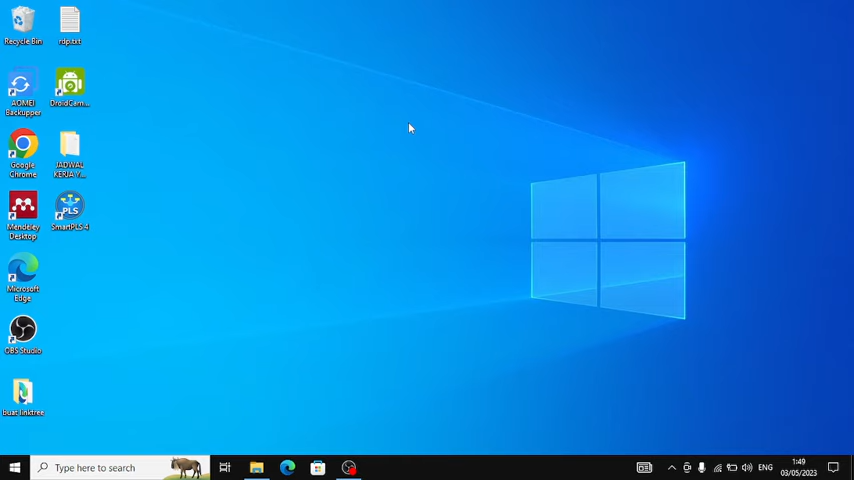 Recycle Bin
rdp.txt
AOMEI
Backupper
DroidCam...
Google
Chrome
JADWAL
KERJA Y...
Mendeley
Desktop
PLS
SmartPLS 4
Microsoft
Edge
OBS Studio
buat linktree
Type here to search
ENG
1:49
03/05/2023